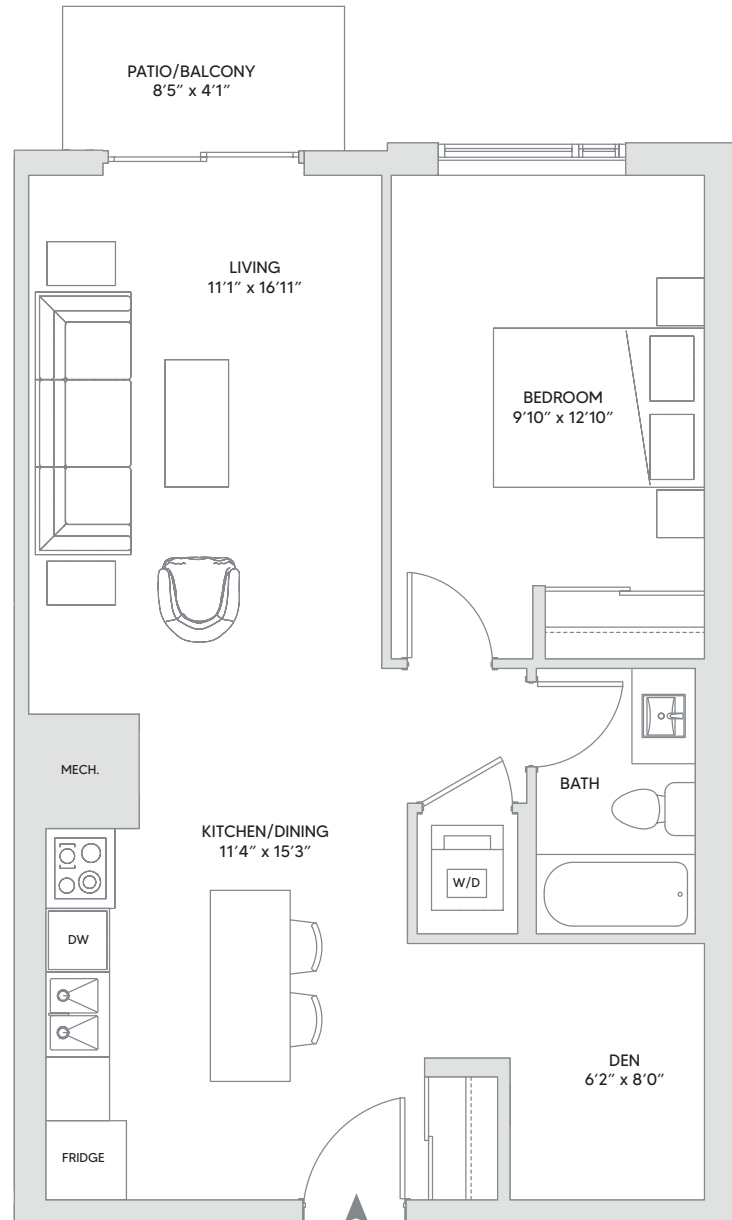 PATIO/BALCONY
8′5″ x 4′1″
LIVING
11′1″ x 16′11″
BEDROOM
9′10″ x 12′10″
MECH.
BATH
KITCHEN/DINING
11′4″ x 15′3″
W/D
DW
DEN
6′2″ x 8′0″
FRIDGE